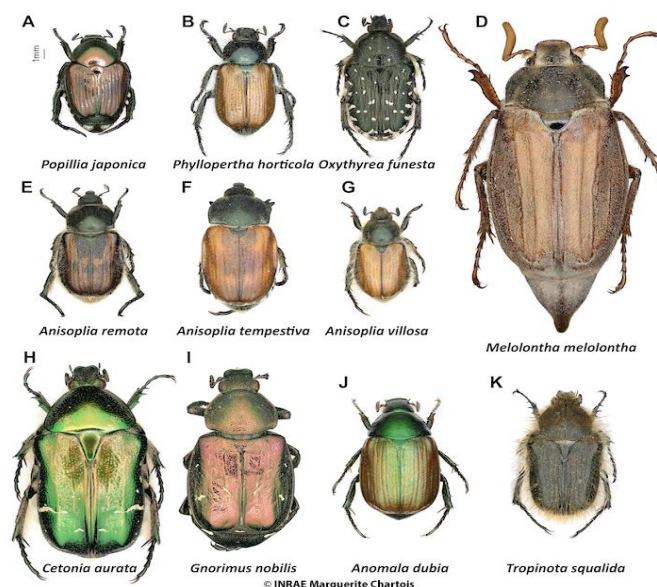 A
B
C
D
1mm
Popillia japonica
Phyllopertha horticola
Oxythyrea funesta
E
F
G
Anisoplia remota
Anisoplia tempestiva
Anisoplia villosa
Melolontha melolontha
H
I
J
K
Cetonia aurata
Gnorimus nobilis
Anomala dubia
Tropinota squalida
© INRAE Marguerite Chartois